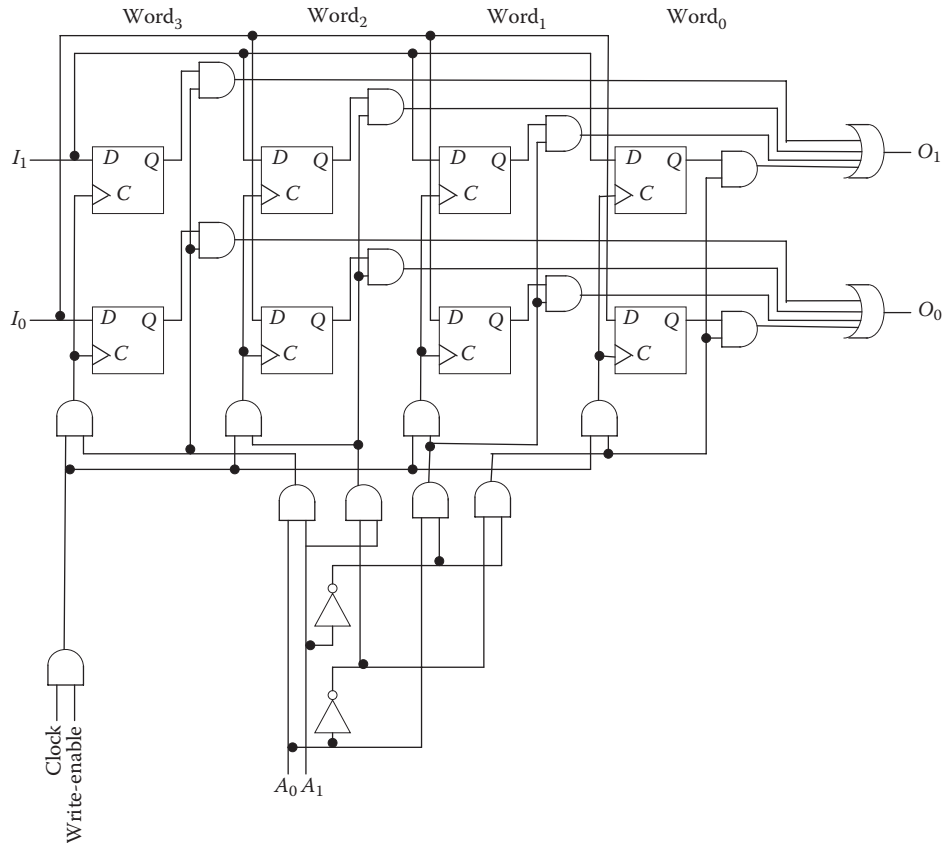 Word₃ Word₂ Word₁ Word₀
I₁ D Q D Q D Q D Q O₁
C C C C
I₀ D Q D Q D Q D Q O₀
C C C C
Clock
Write-enable
A₀ A₁